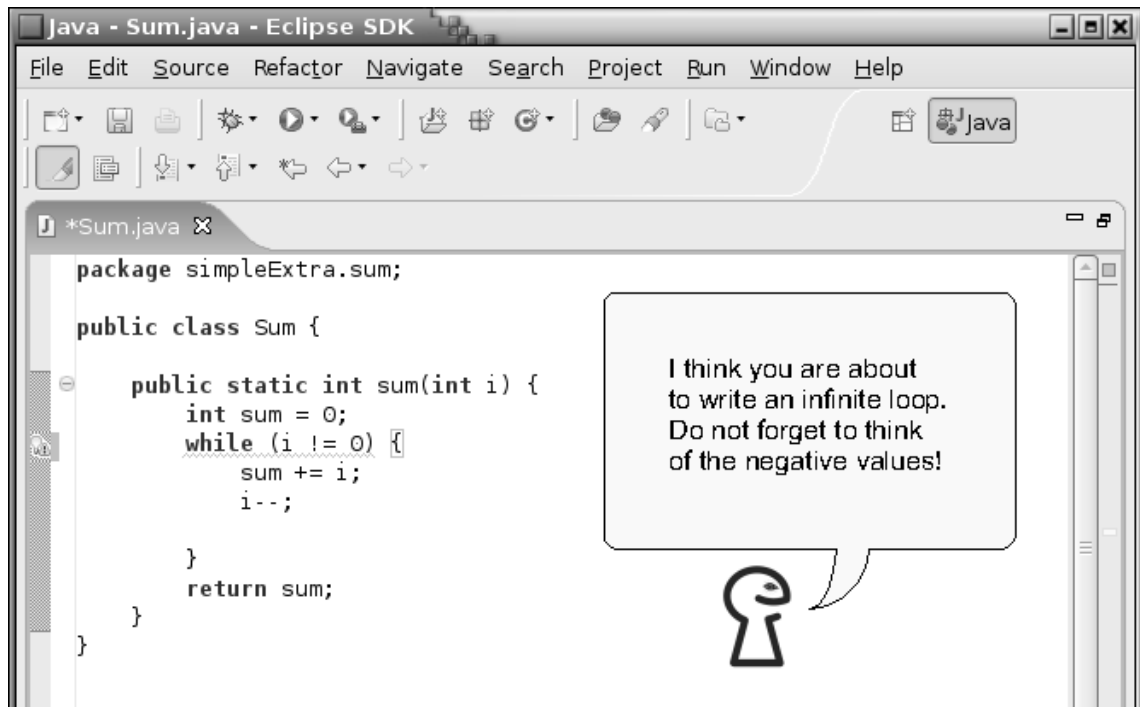 Java - Sum.java - Eclipse SDK
File Edit Source Refactor Navigate Search Project Run Window Help
Java
*Sum.java
package simpleExtra.sum;
public class Sum {
public static int sum(int i) {
int sum = 0;
while (i != 0) {
sum += i;
i--;
}
return sum;
}
}
I think you are about
to write an infinite loop.
Do not forget to think
of the negative values!